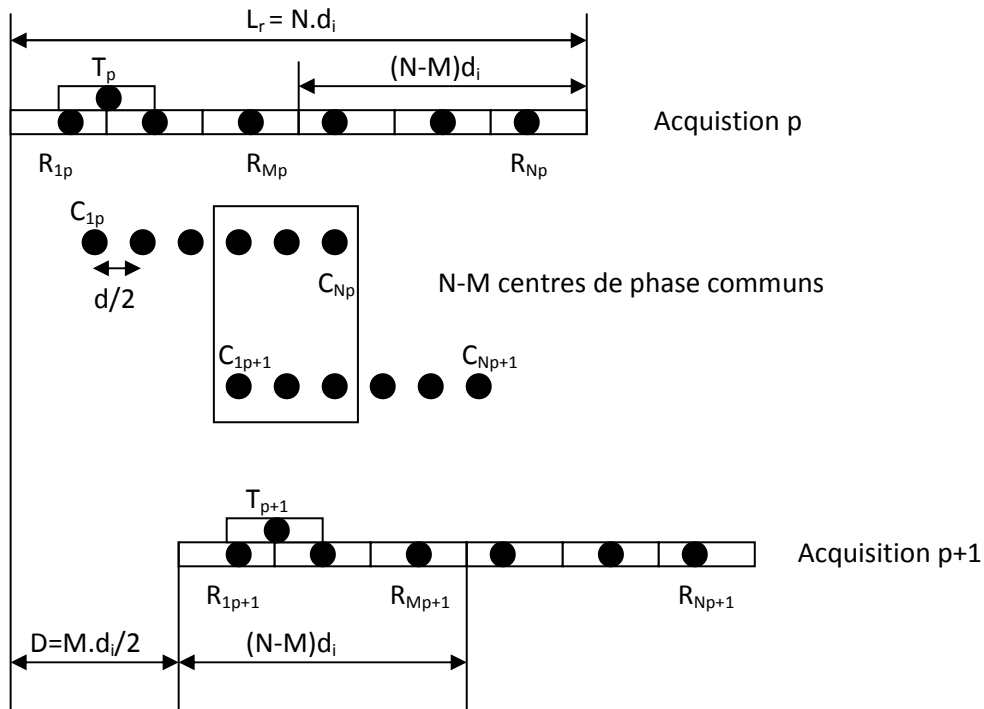 L_r = N.d_i
T_p
(N-M)d_i
Acquistion p
R_1p
R_Mp
R_Np
C_1p
C_Np
N-M centres de phase communs
d/2
C_1p+1
C_Np+1
T_p+1
Acquisition p+1
R_1p+1
R_Mp+1
R_Np+1
D=M.d_i/2
(N-M)d_i